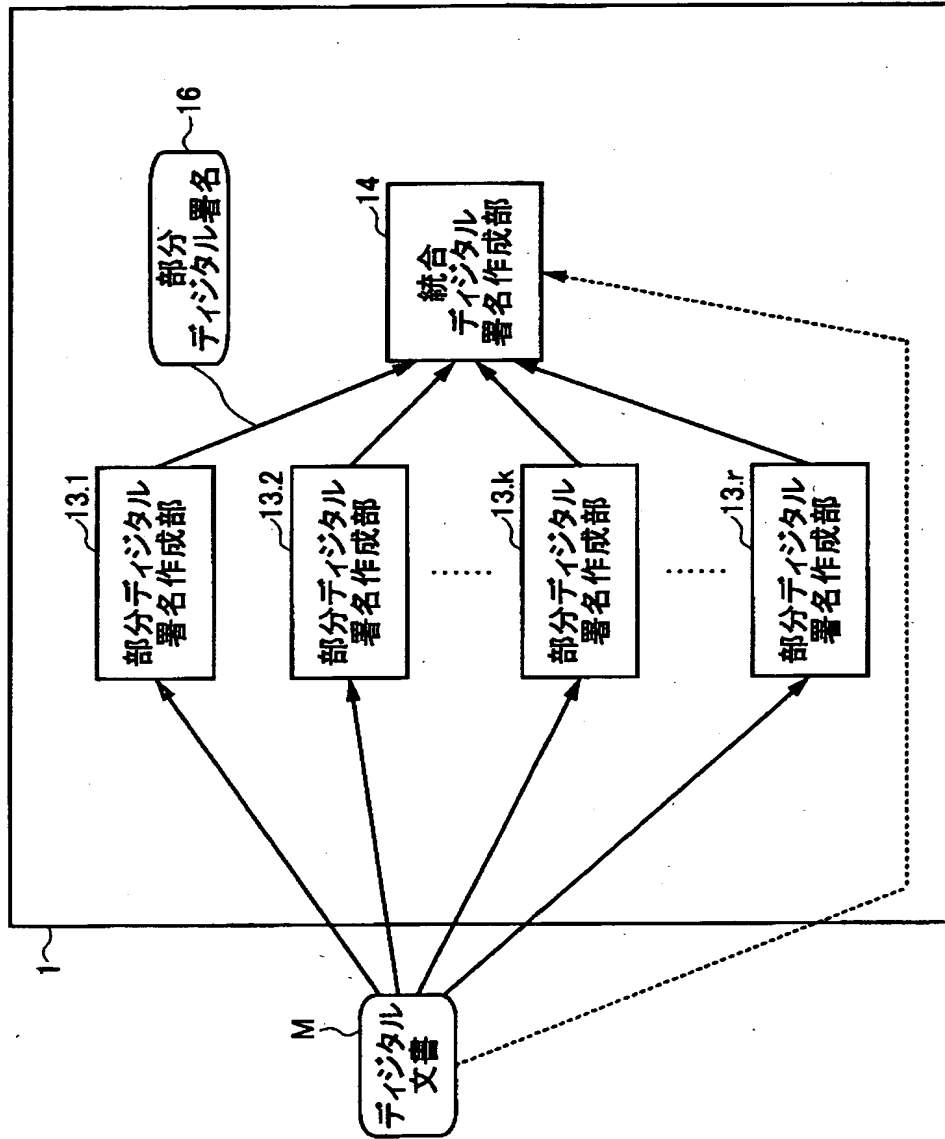 1
M
ディジタル
文書
13.1
部分ディジタル
署名作成部
13.2
部分ディジタル
署名作成部
13.k
部分ディジタル
署名作成部
13.r
部分ディジタル
署名作成部
16
部分
ディジタル署名
14
統合
ディジタル
署名作成部